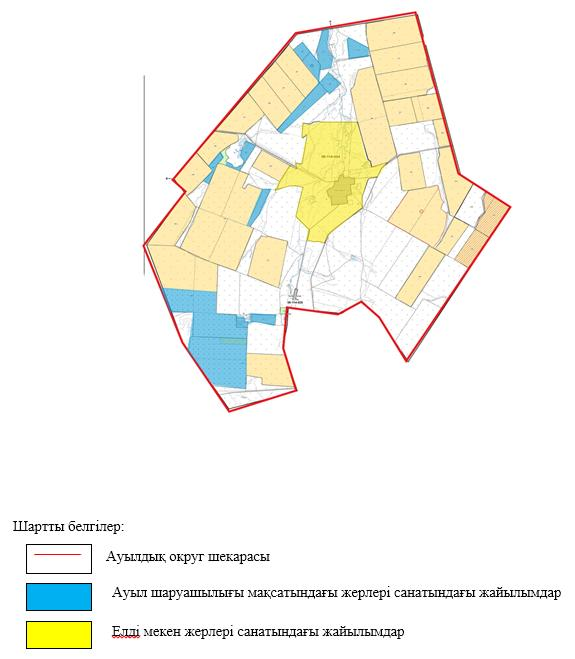 Шартты белгілер:
Ауылдық округ шекарасы
Ауыл шаруашылығы мақсатындағы жерлері санатындағы жайылымдар
Елді мекен жерлері санатындағы жайылымдар